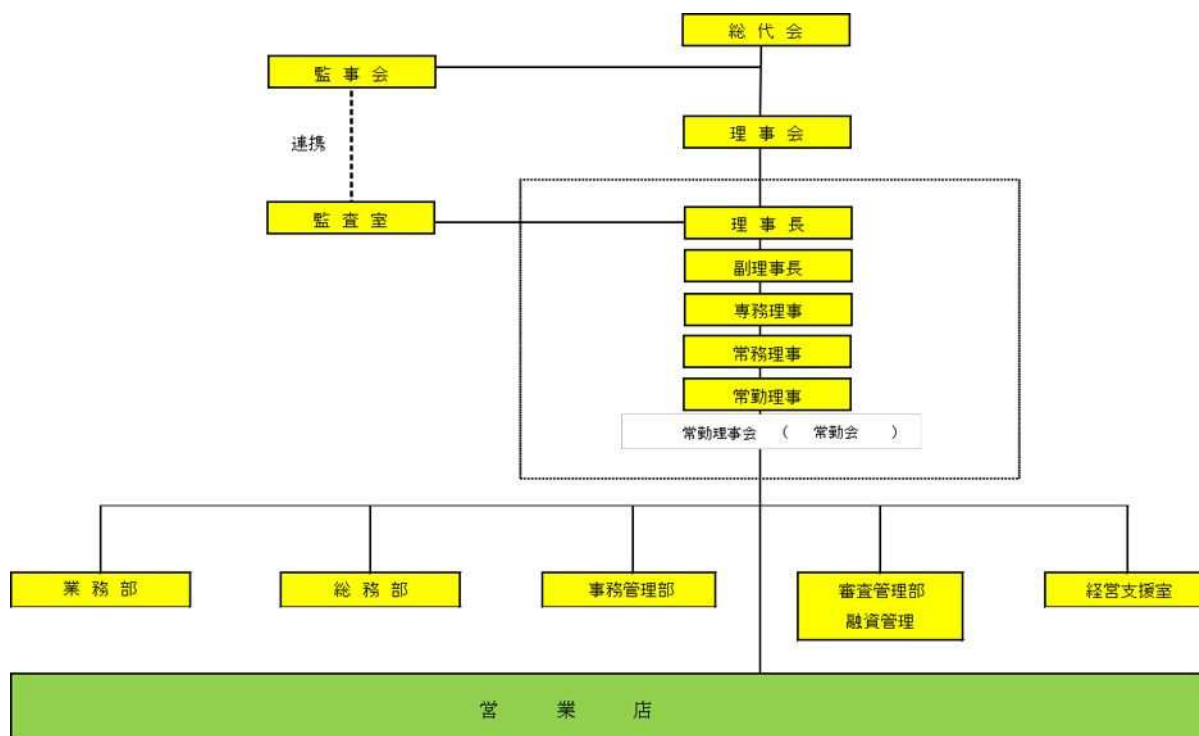 総代会
監事会
理事会
連携
監査室
理事長
副理事長
専務理事
常務理事
常勤理事
常勤理事会 ( 常勤会 )
業務部
総務部
事務管理部
審査管理部
融資管理
経営支援室
営業店